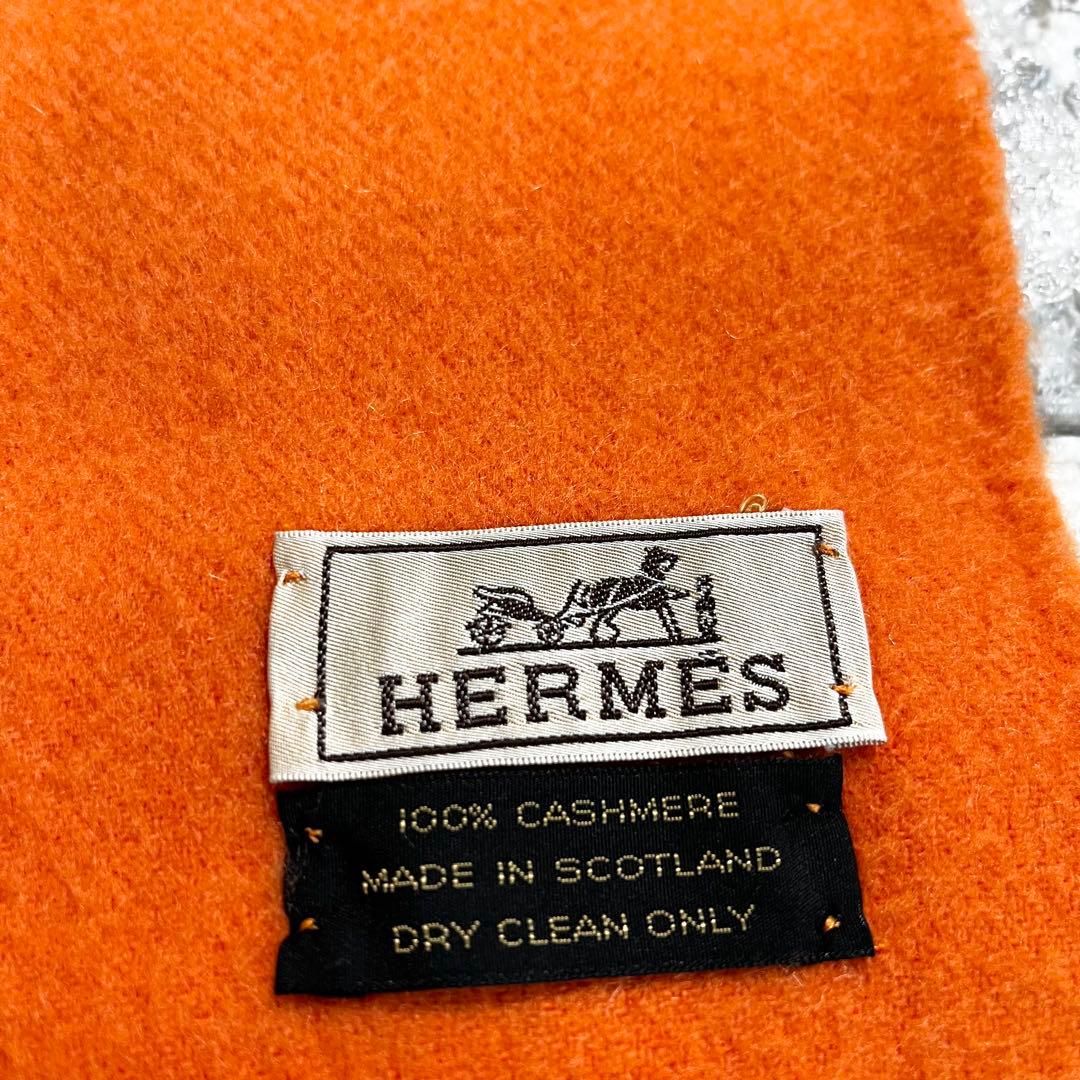 HERMÈS
100% CASHMERE
MADE IN SCOTLAND
DRY CLEAN ONLY